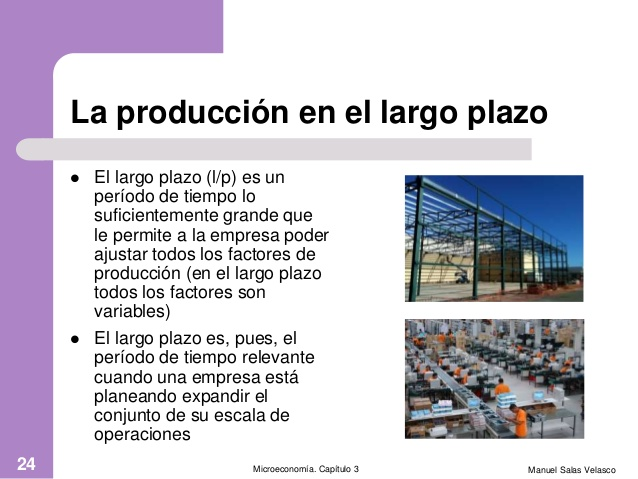 La producción en el largo plazo
● El largo plazo (l/p) es un
período de tiempo lo
suficientemente grande que
le permite a la empresa poder
ajustar todos los factores de
producción (en el largo plazo
todos los factores son
variables)
● El largo plazo es, pues, el
período de tiempo relevante
cuando una empresa está
planeando expandir el
conjunto de su escala de
operaciones
24
Microeconomía. Capítulo 3
Manuel Salas Velasco